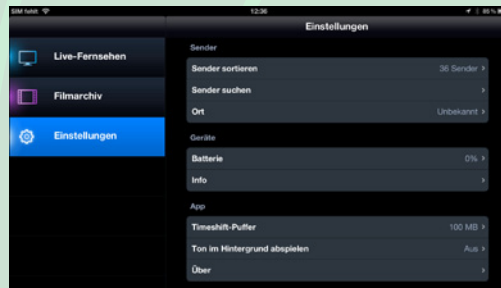 SIM fehlt 12:36 85 %
Einstellungen
Live-Fernsehen
Filmarchiv
Einstellungen
Sender
Sender sortieren 36 Sender >
Sender suchen >
Ort Unbekannt >
Geräte
Batterie 0% >
Info >
App
Timeshift-Puffer 100 MB >
Ton im Hintergrund abspielen Aus >
Über >